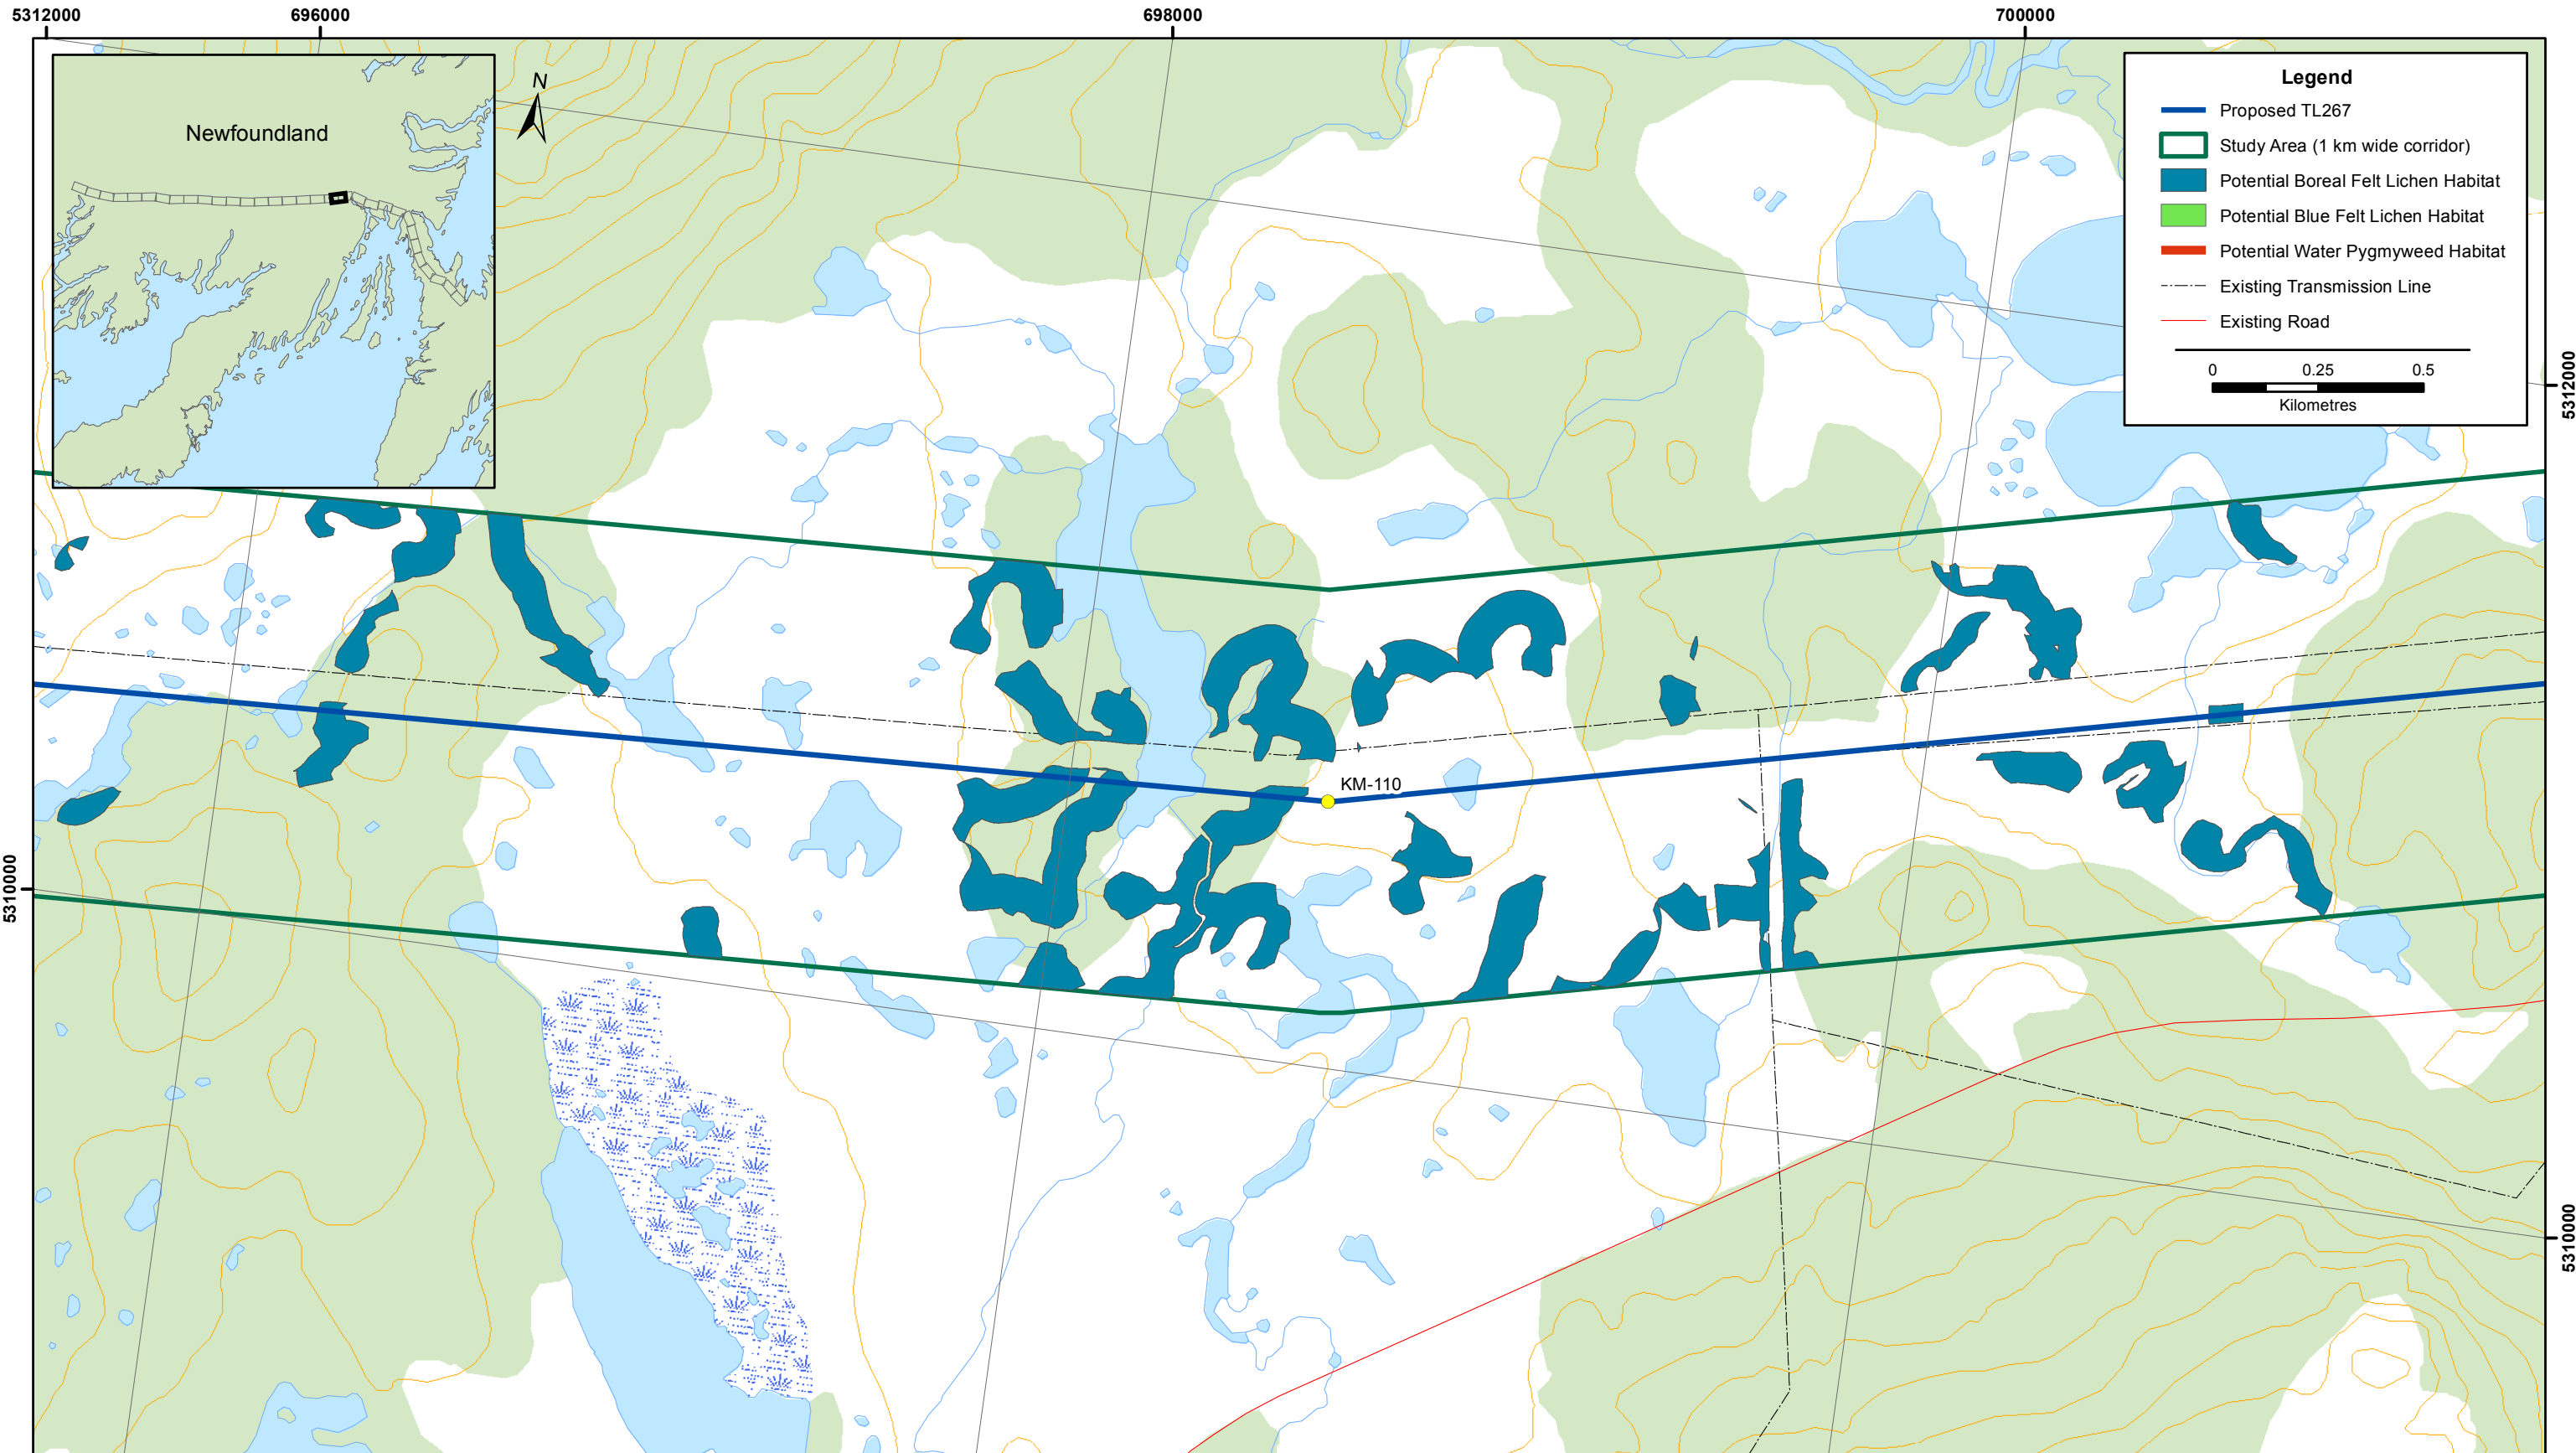 5312000
696000
698000
700000
Newfoundland
N
Legend
Proposed TL267
Study Area (1 km wide corridor)
Potential Boreal Felt Lichen Habitat
Potential Blue Felt Lichen Habitat
Potential Water Pygmyweed Habitat
Existing Transmission Line
Existing Road
0 0.25 0.5
Kilometres
5312000
KM-110
5310000
5310000